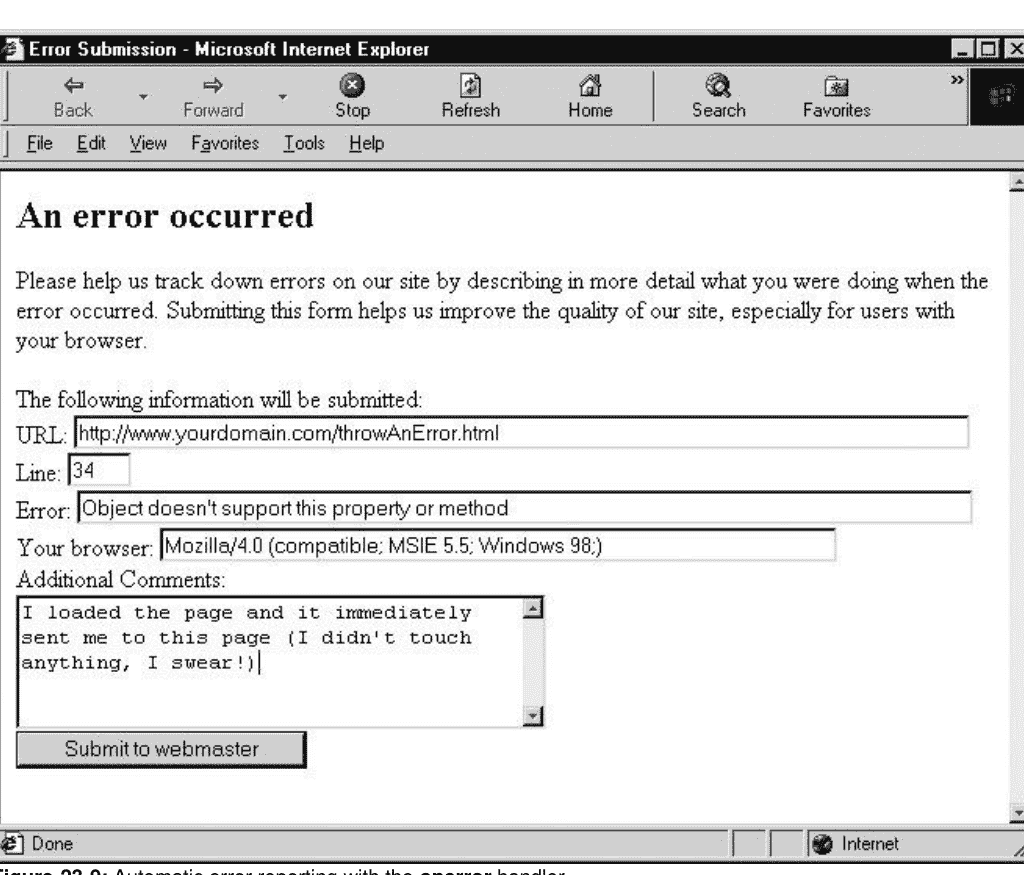 Error Submission - Microsoft Internet Explorer
Back Forward Stop Refresh Home Search Favorites »
File Edit View Favorites Tools Help
An error occurred
Please help us track down errors on our site by describing in more detail what you were doing when the
error occurred. Submitting this form helps us improve the quality of our site, especially for users with
your browser.
The following information will be submitted:
URL: http://www.yourdomain.com/throwAnError.html
Line: 34
Error: Object doesn't support this property or method
Your browser: Mozilla/4.0 (compatible; MSIE 5.5; Windows 98;)
Additional Comments:
I loaded the page and it immediately
sent me to this page (I didn't touch
anything, I swear!)
Submit to webmaster
Done Internet
Automatic error reporting with the onerror handler